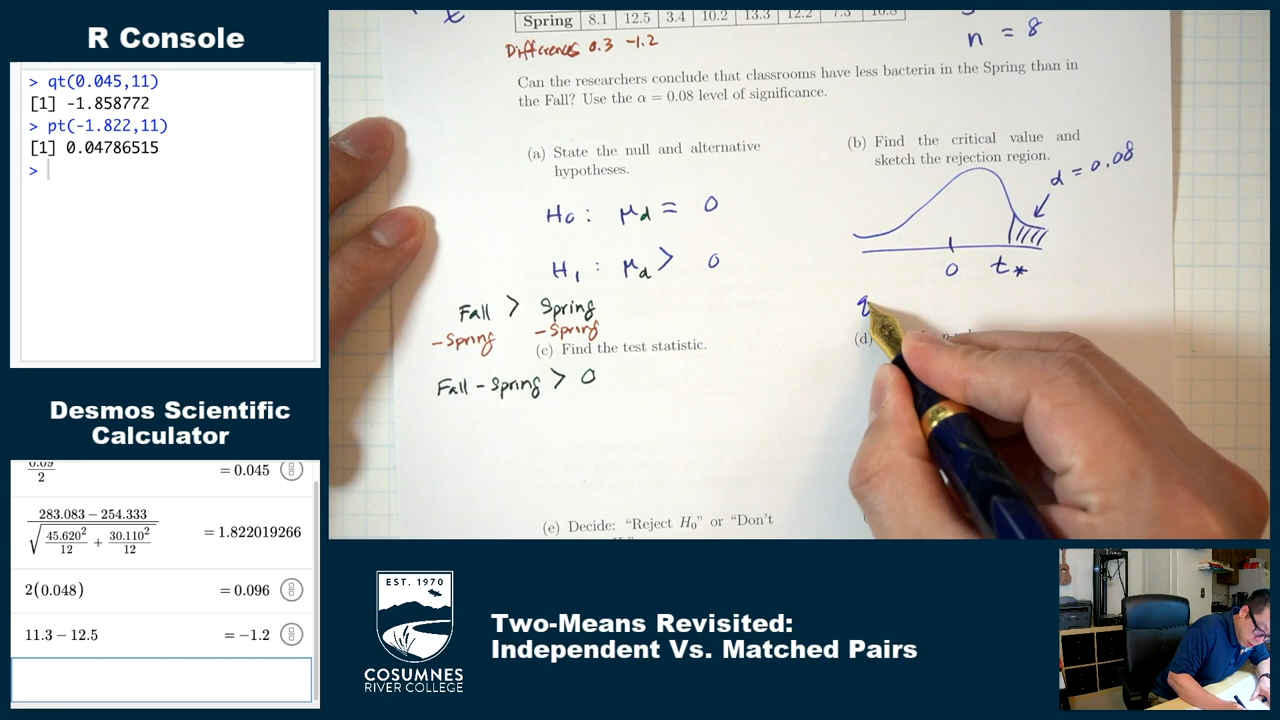 R Console
> qt(0.045,11)
[1] -1.858772
> pt(-1.822,11)
[1] 0.04786515
>
Desmos Scientific
Calculator
0.09
2
= 0.045
283.083 − 254.333
45.620² / 12 + 30.110² / 12
= 1.822019266
2(0.048) = 0.096
11.3 − 12.5 = −1.2
Spring 8.1 12.5 3.4 10.2 13.3 12.2 7.3 10.8
Differences 0.3 -1.2
n = 8
Can the researchers conclude that classrooms have less bacteria in the Spring than in
the Fall? Use the α = 0.08 level of significance.
(a) State the null and alternative
hypotheses.
H0 : μd = 0
H1 : μd > 0
Fall > Spring
-Spring -Spring
(c) Find the test statistic.
Fall - Spring > 0
(e) Decide: "Reject H0" or "Don't
(b) Find the critical value and
sketch the rejection region.
α = 0.08
0 t*
(d)
EST. 1970
COSUMNES
RIVER COLLEGE
Two-Means Revisited:
Independent Vs. Matched Pairs